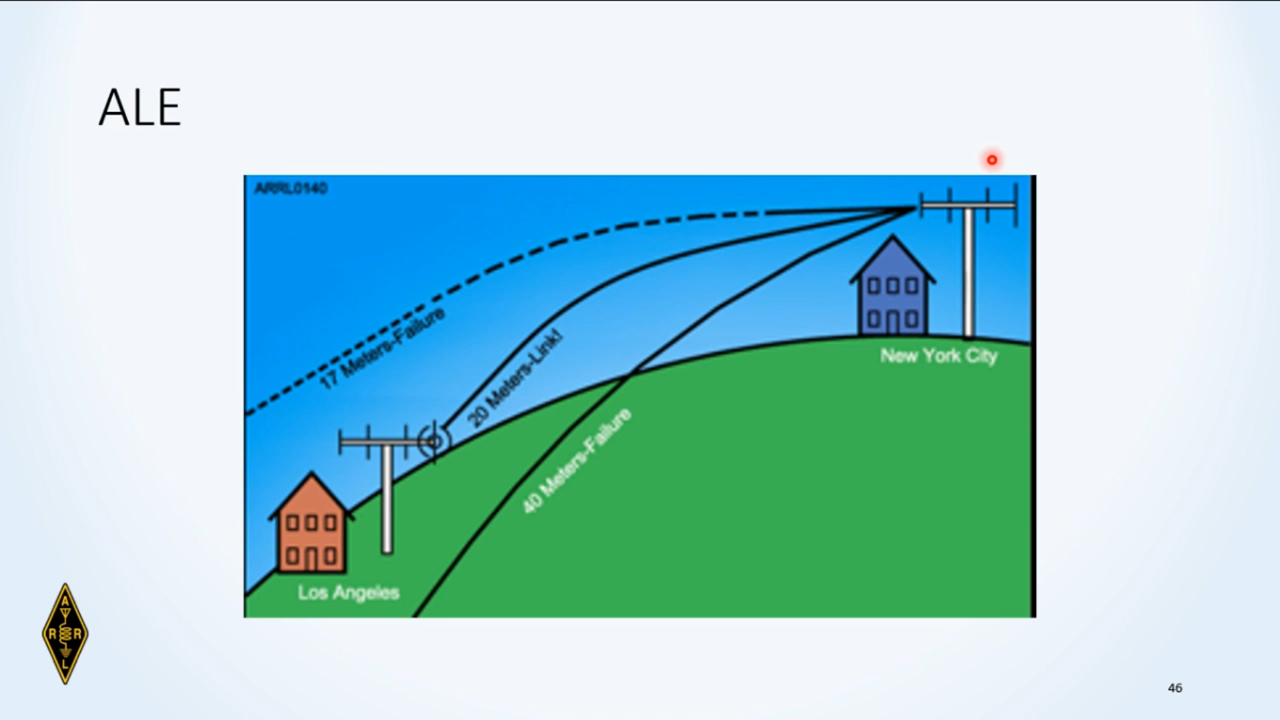 ALE
ARRL0140
17 Meters-Failure
20 Meters-Link!
40 Meters-Failure
New York City
Los Angeles
A
R R
L
46